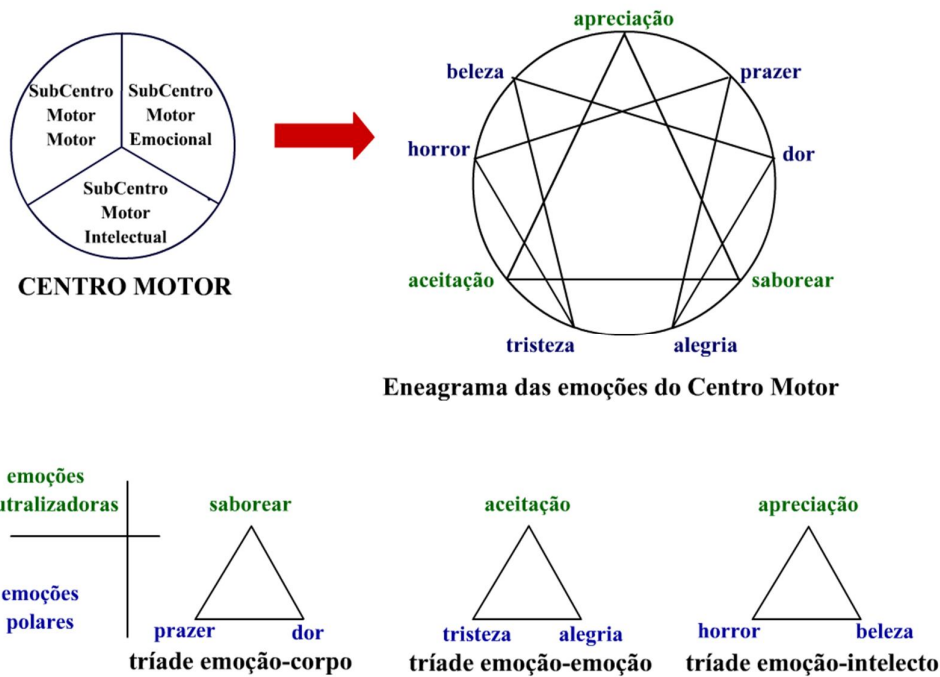 SubCentro
Motor
Motor
SubCentro
Motor
Emocional
SubCentro
Motor
Intelectual
CENTRO MOTOR
apreciação
beleza
prazer
horror
dor
aceitação
saborear
tristeza
alegria
Eneagrama das emoções do Centro Motor
emoções
utralizadoras
emoções
polares
saborear
prazer
dor
tríade emoção-corpo
aceitação
tristeza
alegria
tríade emoção-emoção
apreciação
horror
beleza
tríade emoção-intelecto